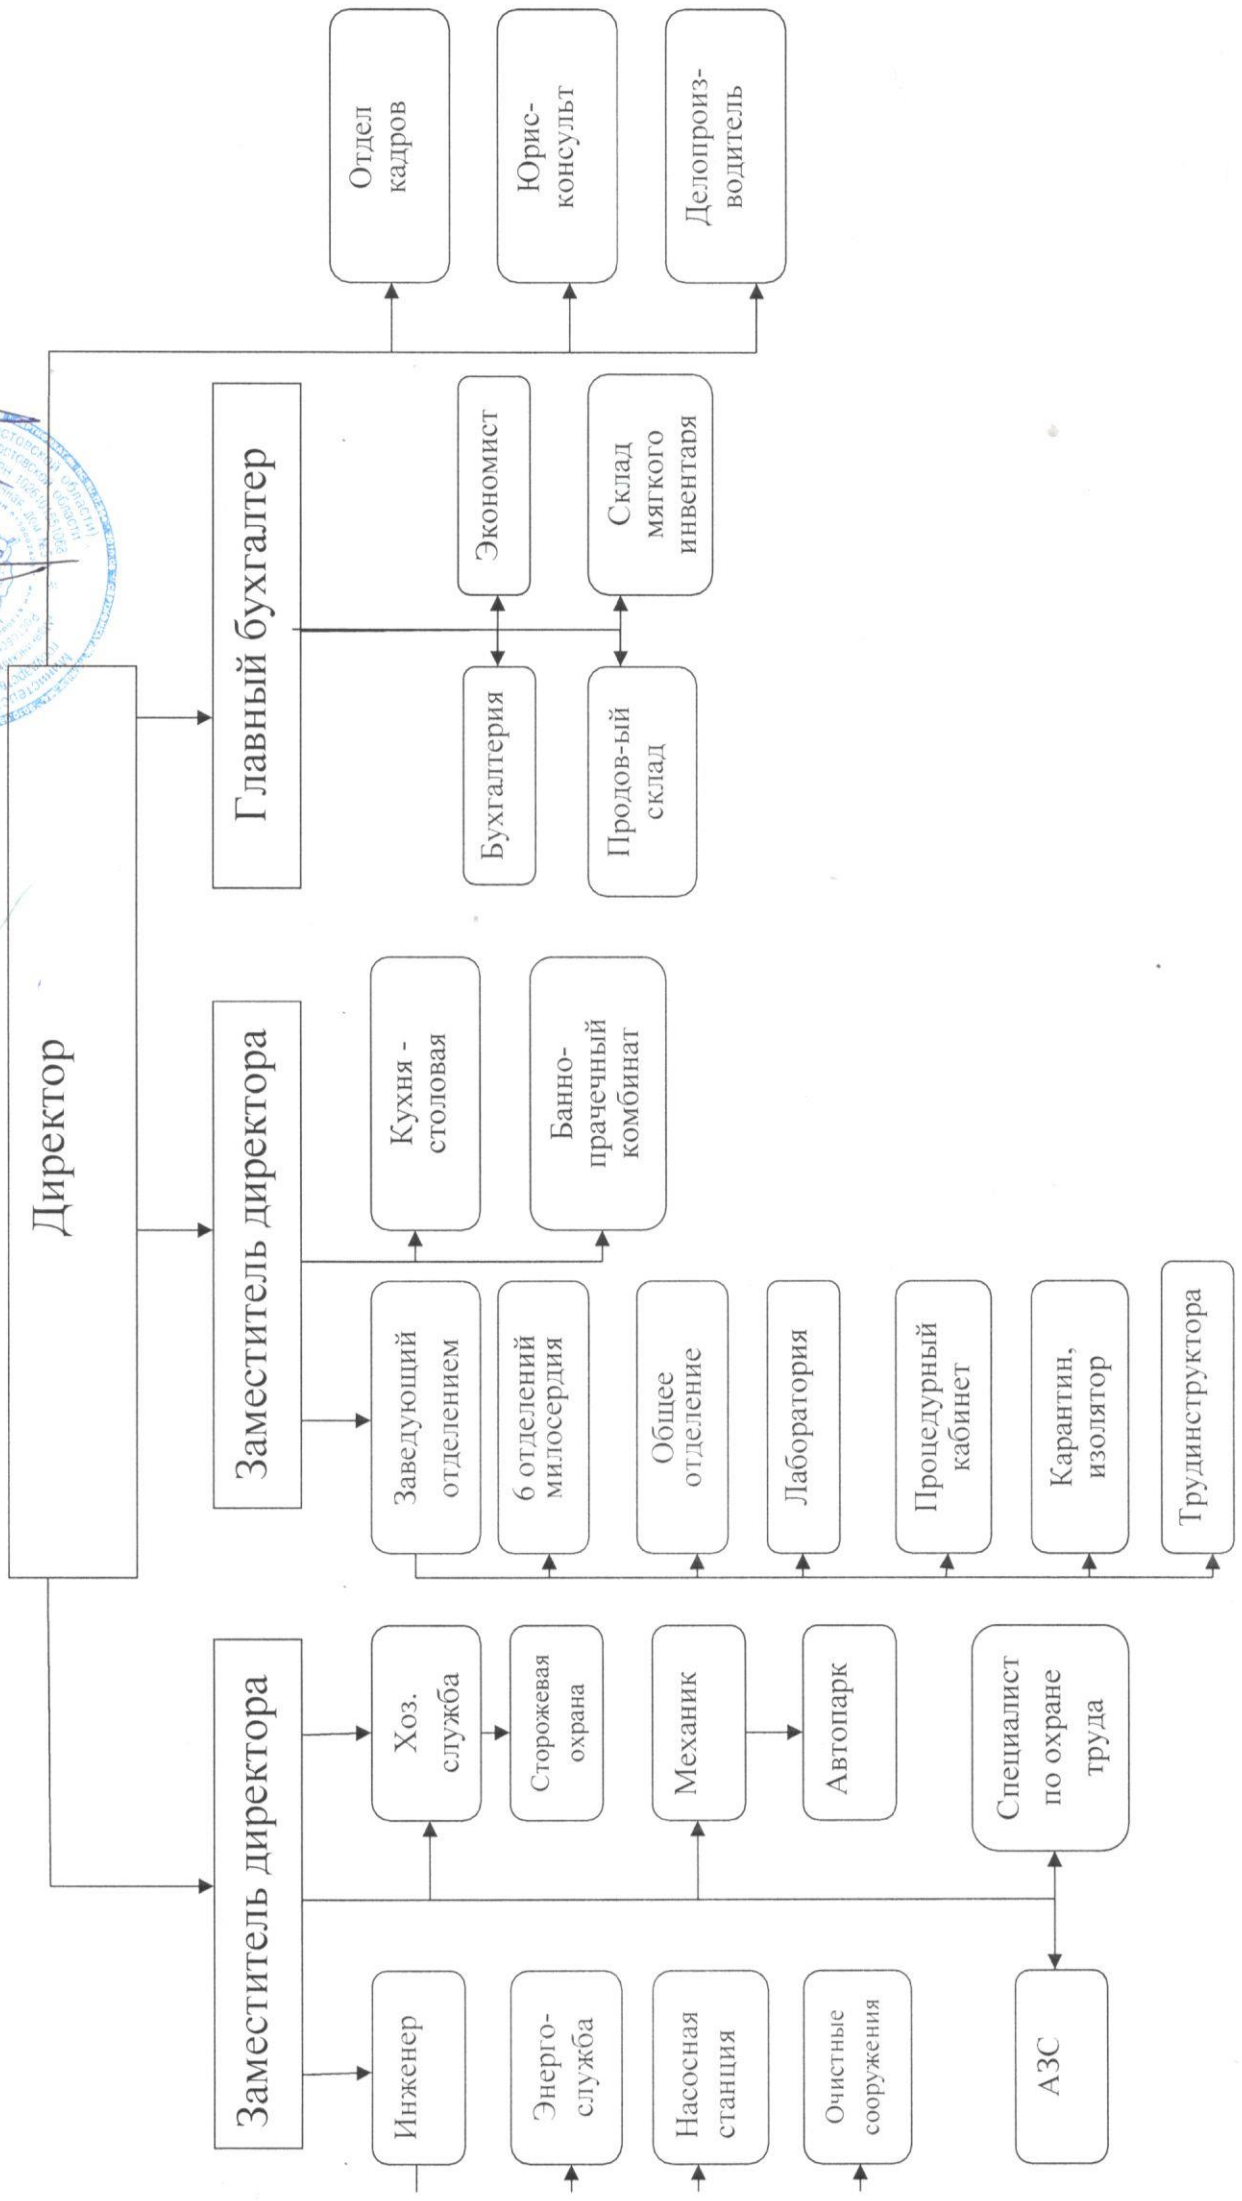 Директор
Заместитель директора
Заместитель директора
Главный бухгалтер
Отдел
кадров
Юрис-
консульт
Делопроиз-
водитель
Инженер
Энерго-
служба
Насосная
станция
Очистные
сооружения
АЗС
Хоз.
служба
Сторожевая
охрана
Механик
Автопарк
Специалист
по охране
труда
Заведующий
отделением
6 отделений
милосердия
Общее
отделение
Лаборатория
Процедурный
кабинет
Карантин,
изолятор
Трудинструктора
Кухня -
столовая
Банно-
прачечный
комбинат
Бухгалтерия
Экономист
Продов-ый
склад
Склад
мягкого
инвентаря